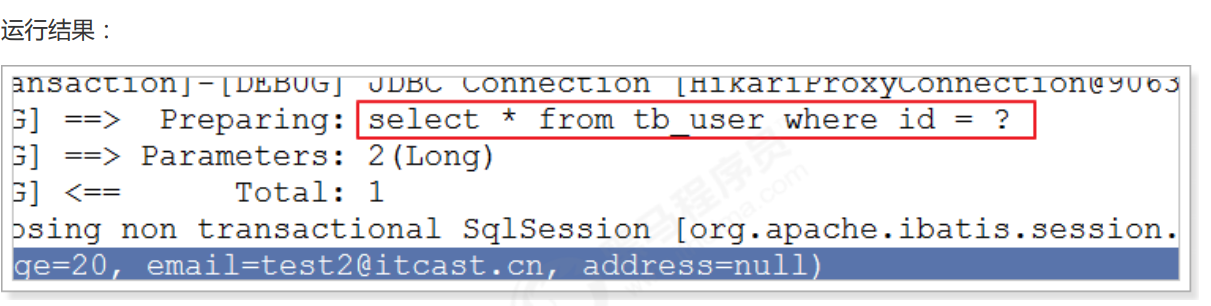 运行结果：
ansaction]-[DEBUG] JDBC Connection [HikariProxyConnection@9063
G] ==>  Preparing: select * from tb_user where id = ?
G] ==> Parameters: 2(Long)
G] <==      Total: 1
osing non transactional SqlSession [org.apache.ibatis.session.
ge=20, email=test2@itcast.cn, address=null)